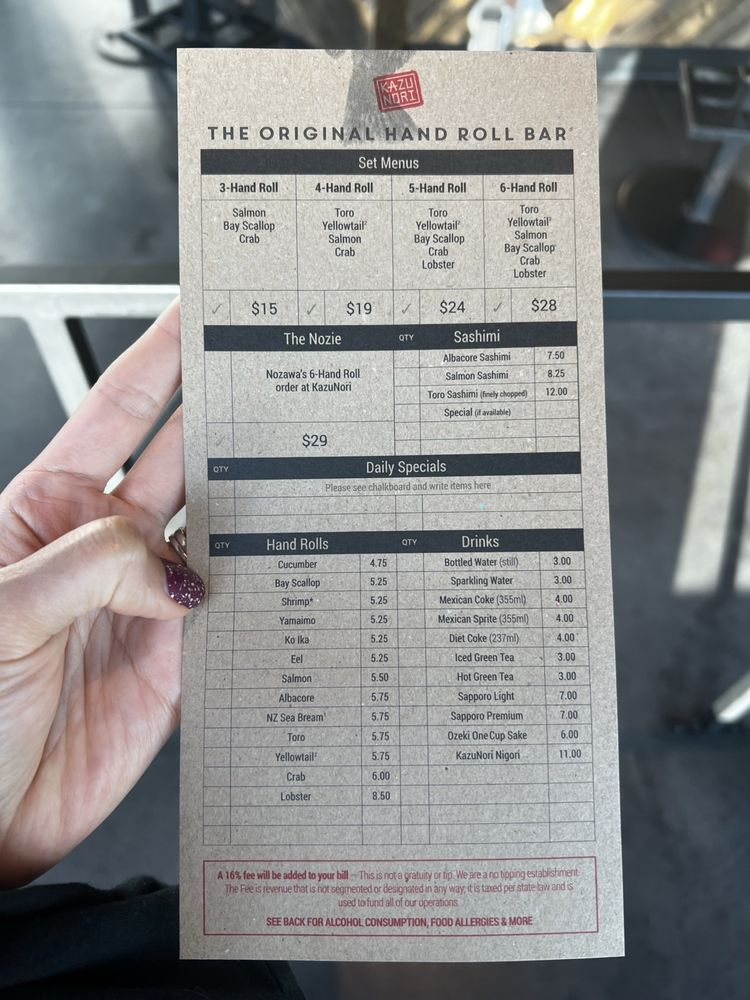 KAZU
NORI
THE ORIGINAL HAND ROLL BAR
Set Menus
3-Hand Roll
Salmon
Bay Scallop
Crab
✓ $15
4-Hand Roll
Toro
Yellowtail²
Salmon
Crab
✓ $19
5-Hand Roll
Toro
Yellowtail²
Bay Scallop
Crab
Lobster
✓ $24
6-Hand Roll
Toro
Yellowtail²
Salmon
Bay Scallop
Crab
Lobster
✓ $28
The Nozie
Nozawa's 6-Hand Roll
order at KazuNori
✓ $29
QTY Sashimi
Albacore Sashimi 7.50
Salmon Sashimi 8.25
Toro Sashimi (finely chopped) 12.00
Special (if available)
QTY Daily Specials
Please see chalkboard and write items here
QTY Hand Rolls
Cucumber 4.75
Bay Scallop 5.25
Shrimp* 5.25
Yamaimo 5.25
Ko Ika 5.25
Eel 5.25
Salmon 5.50
Albacore 5.75
NZ Sea Bream¹ 5.75
Toro 5.75
Yellowtail² 5.75
Crab 6.00
Lobster 8.50
QTY Drinks
Bottled Water (still) 3.00
Sparkling Water 3.00
Mexican Coke (355ml) 4.00
Mexican Sprite (355ml) 4.00
Diet Coke (237ml) 4.00
Iced Green Tea 3.00
Hot Green Tea 3.00
Sapporo Light 7.00
Sapporo Premium 7.00
Ozeki One Cup Sake 6.00
KazuNori Nigori 11.00
A 16% fee will be added to your bill – This is not a gratuity or tip. We are a no tipping establishment.
The Fee is revenue that is not segmented or designated in any way, it is taxed per state law and is
used to fund all of our operations.
SEE BACK FOR ALCOHOL CONSUMPTION, FOOD ALLERGIES & MORE